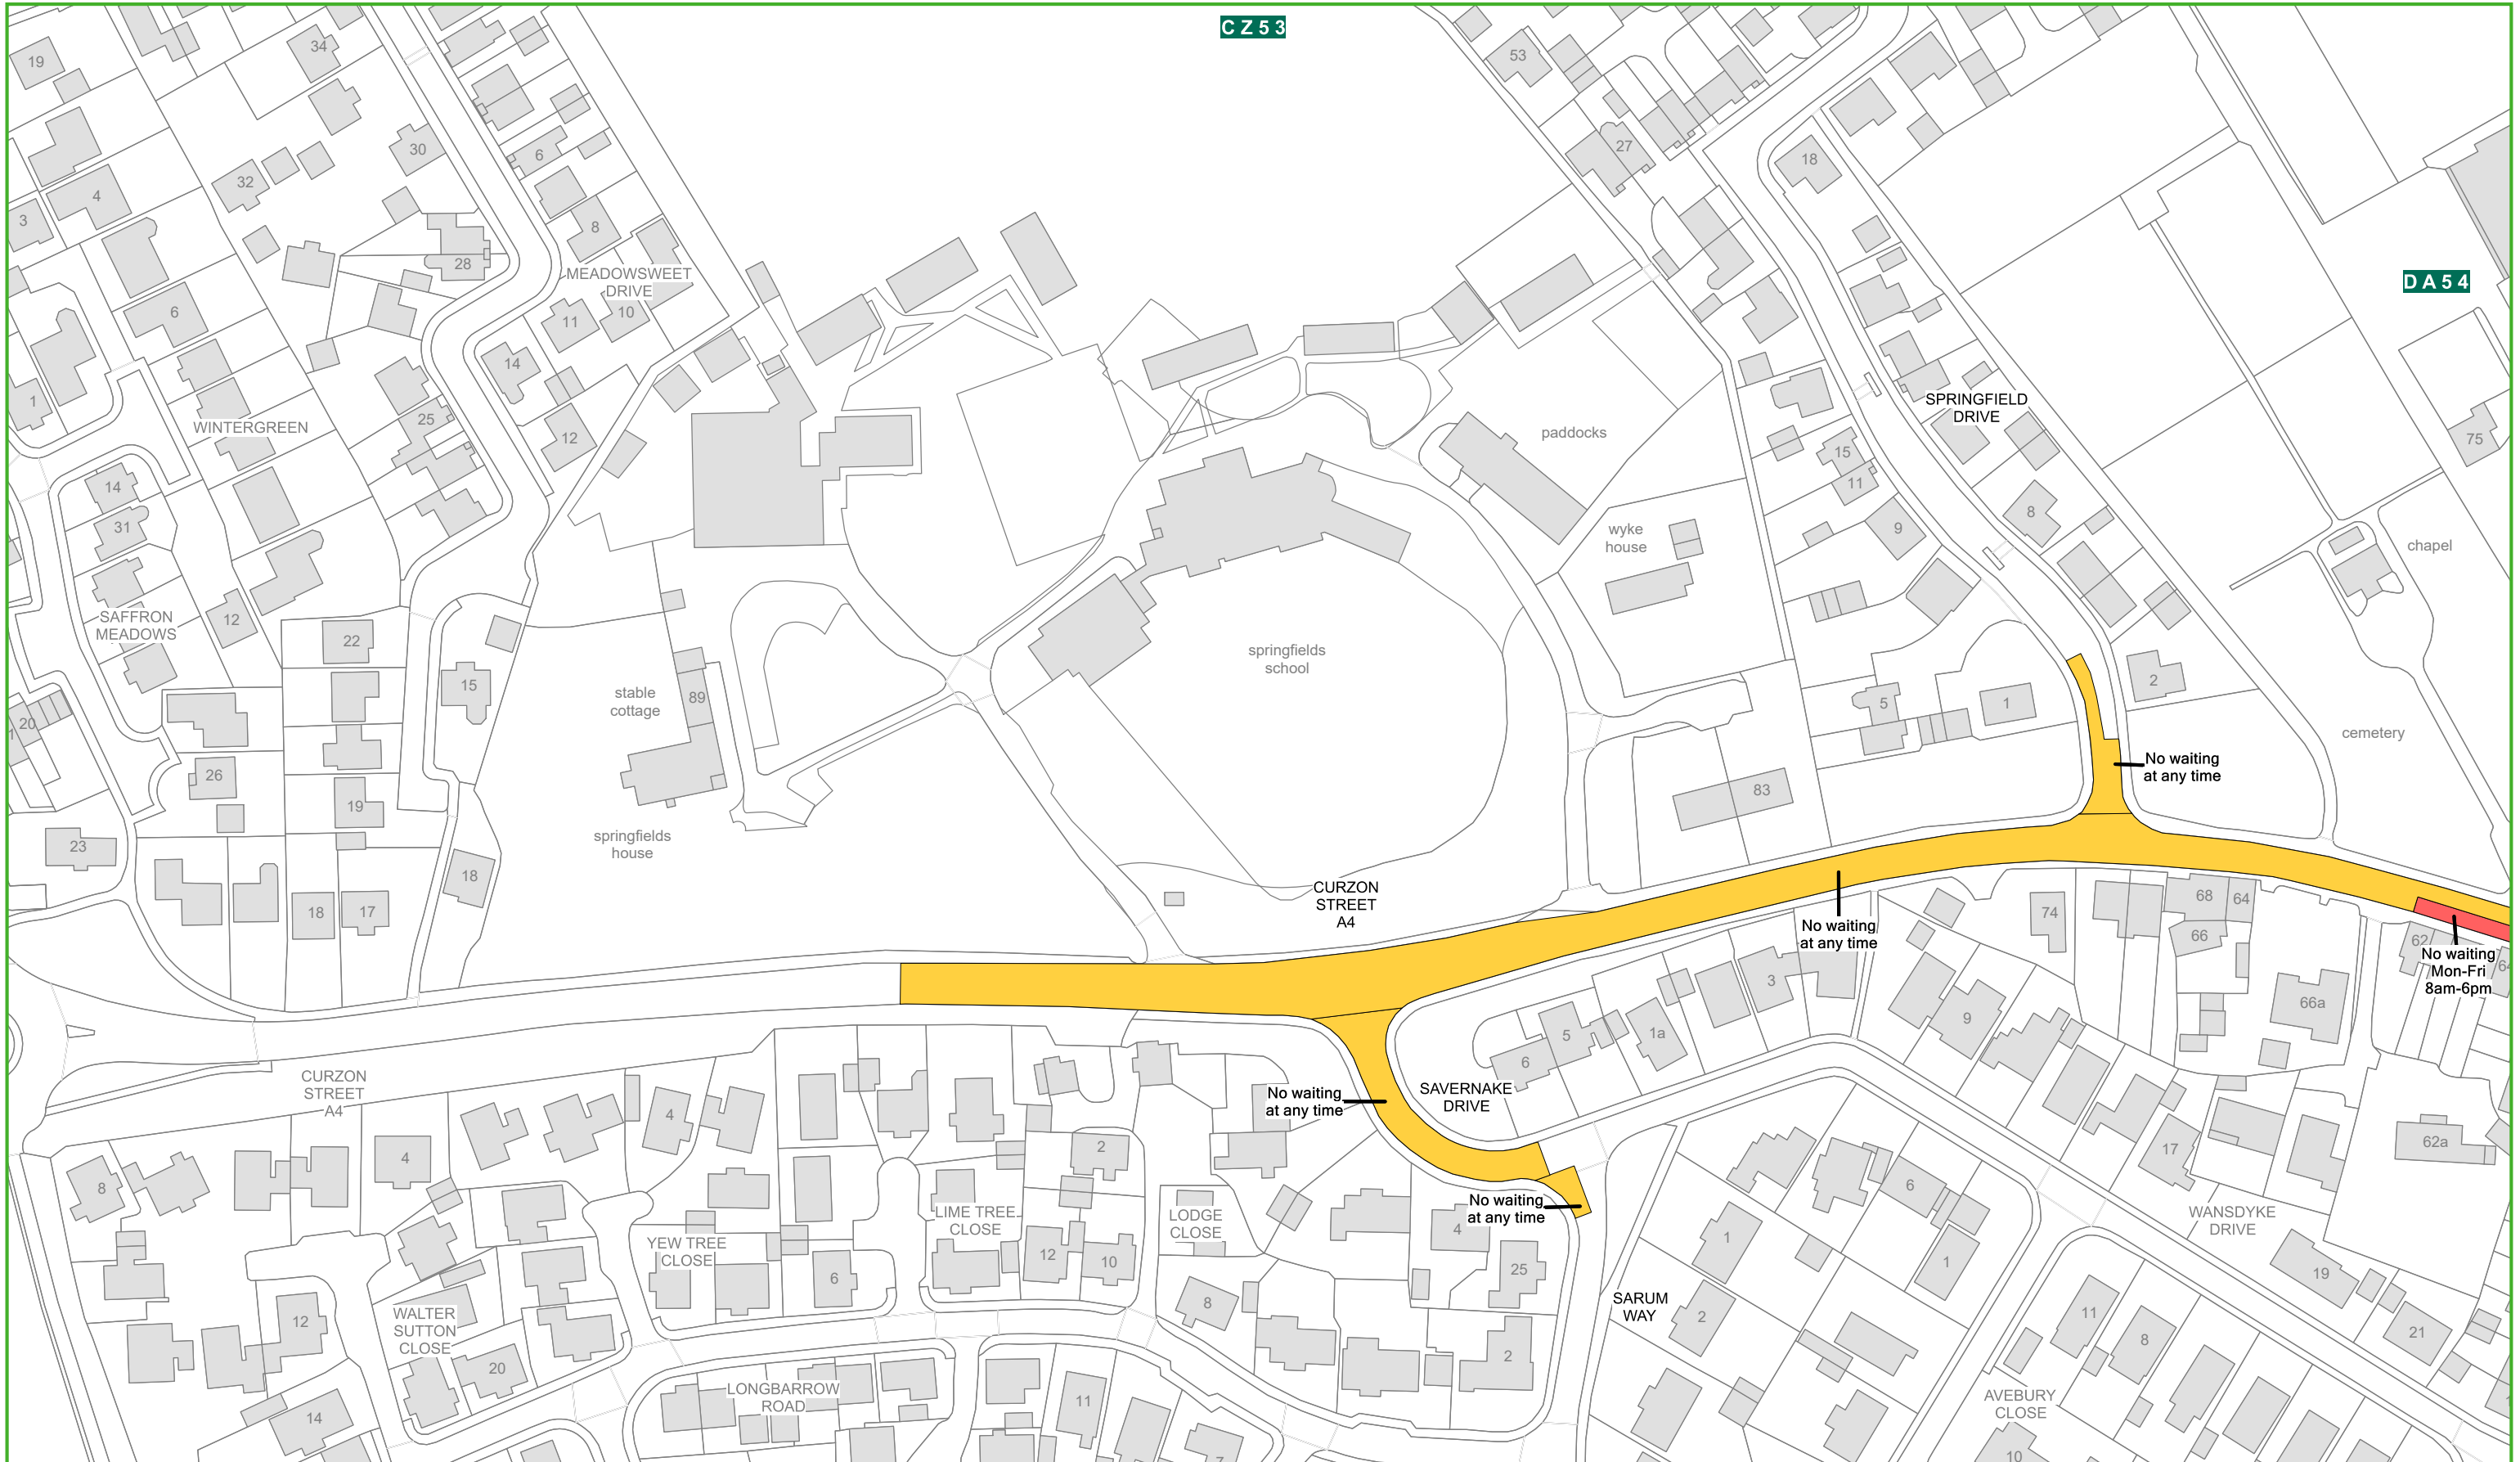 C Z 5 3
34
19
53
27
30
6
18
32
4
3
8
28
D A 5 4
MEADOWSWEET
DRIVE
6
11
10
14
1
SPRINGFIELD
DRIVE
25
WINTERGREEN
12
paddocks
75
15
11
14
31
8
9
wyke
house
chapel
SAFFRON
MEADOWS
12
22
springfields
school
15
stable
cottage
89
2
5
1
20
cemetery
No waiting
at any time
26
83
19
springfields
house
23
18
CURZON
STREET
A4
68
64
18
17
74
66
62
No waiting
at any time
No waiting
Mon-Fri
8am-6pm
3
66a
9
1a
5
6
CURZON
STREET
A4
SAVERNAKE
DRIVE
No waiting
at any time
4
62a
2
17
4
8
6
No waiting
at any time
LIME TREE
CLOSE
LODGE
CLOSE
4
WANSDYKE
DRIVE
1
YEW TREE
CLOSE
12
10
1
25
6
19
8
SARUM
WAY
11
2
12
WALTER
SUTTON
CLOSE
21
8
2
20
LONGBARROW
ROAD
11
AVEBURY
CLOSE
14
10
7